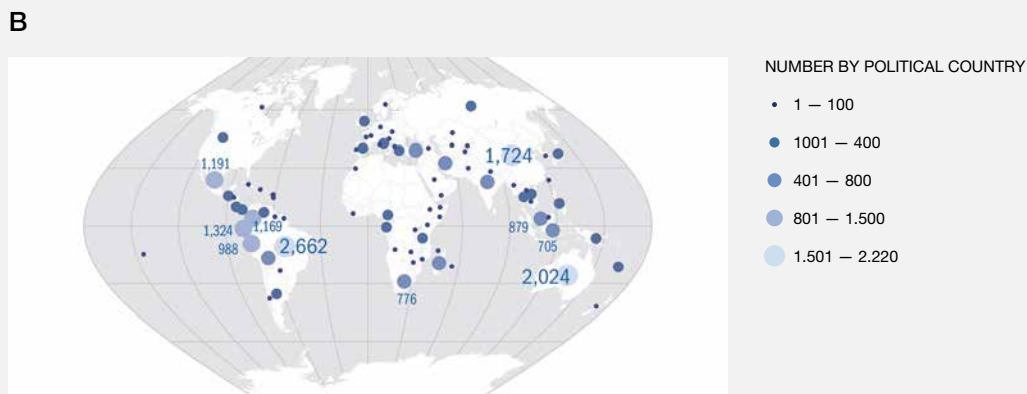 B
NUMBER BY POLITICAL COUNTRY
1 — 100
1001 — 400
401 — 800
801 — 1.500
1.501 — 2.220
1,191
1,724
1,324
1,169
988
2,662
879
705
2,024
776